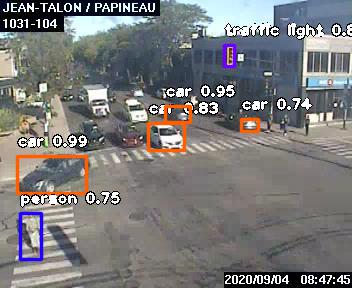 JEAN-TALON / PAPINEAU
1031-104
traffic light 0.8
car 0.95
car 0.83
car 0.74
car 0.99
person 0.75
2020/09/04 08:47:45